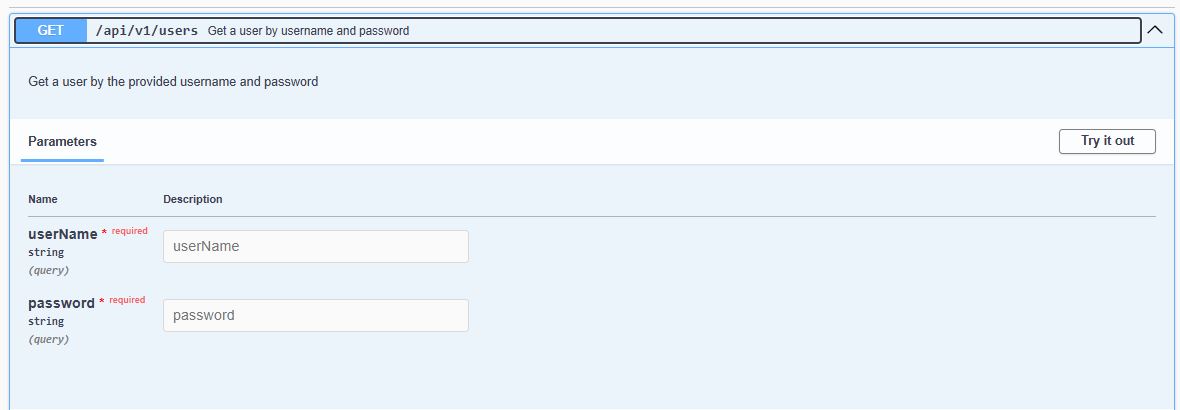 GET /api/v1/users Get a user by username and password
Get a user by the provided username and password
Parameters Try it out
Name Description
userName * required
userName
string
(query)
password * required
password
string
(query)